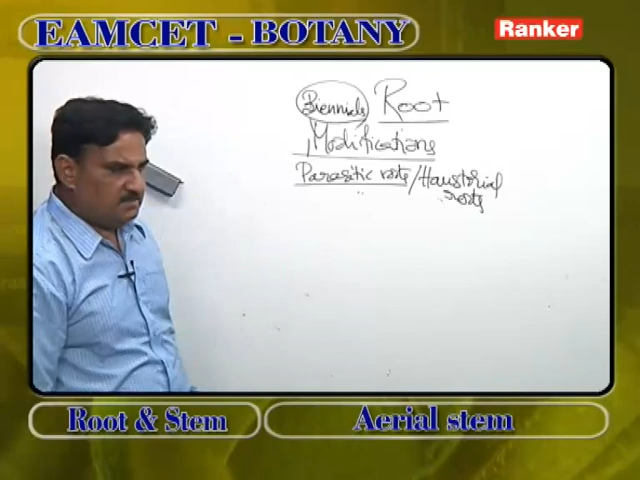 EAMCET - BOTANY
Ranker
Biennials Root
Modifications
Parasitic roots/Haustorial
roots
Root & Stem
Aerial stem